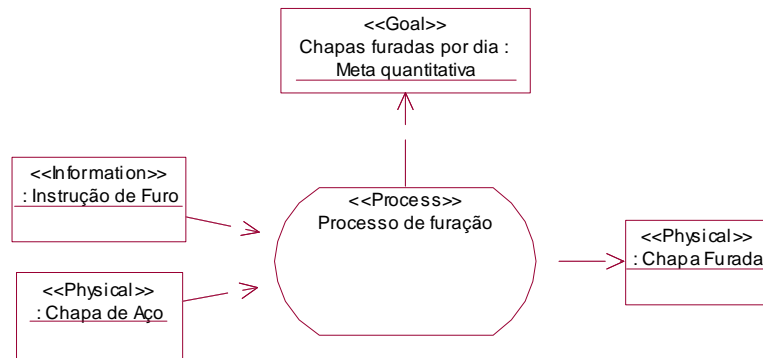 <<Goal>>
Chapas furadas por dia :
Meta quantitativa
<<Information>>
: Instrução de Furo
<<Process>>
Processo de furação
<<Physical>>
: Chapa Furada
<<Physical>>
: Chapa de Aço